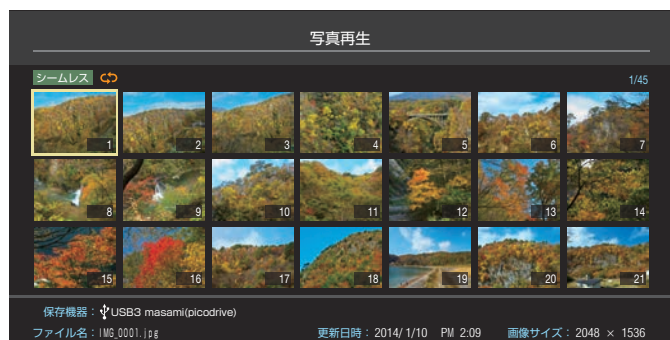 写真再生
シームレス 1/45
1 2 3 4 5 6 7
8 9 10 11 12 13 14
15 16 17 18 19 20 21
保存機器：USB3 masami(picodrive)
ファイル名：IMG_0001.jpg 更新日時：2014/ 1/10 PM 2:09 画像サイズ：2048 × 1536